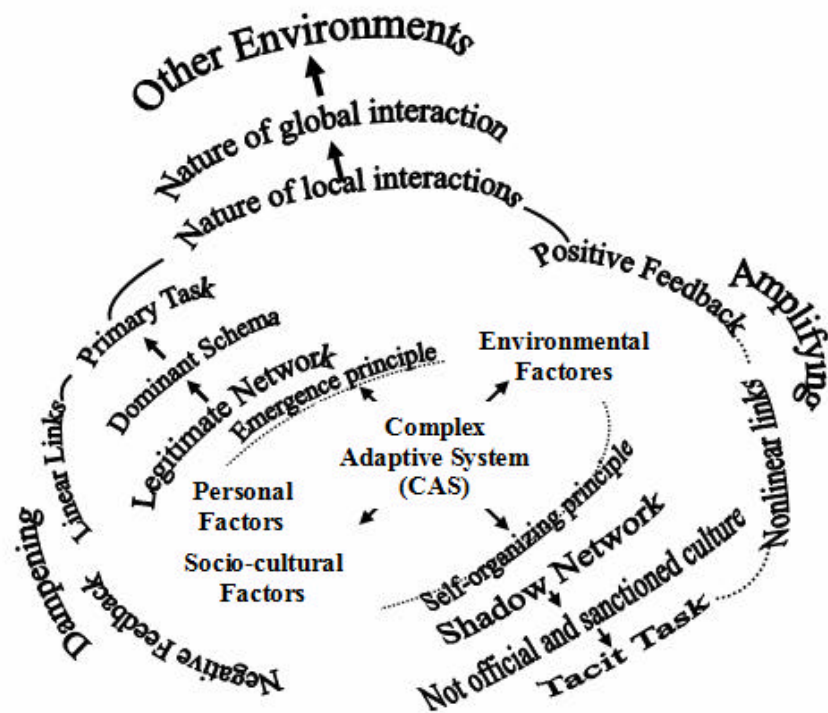 Other Environments
Nature of global interaction
Nature of local interactions
Positive Feedback
Amplifying
Primary Task
Dominant Schema
Legitimate Network
Emergence principle
Environmental
Factores
Complex
Adaptive System
(CAS)
Personal
Factors
Socio-cultural
Factors
Linear Links
Dampening
Negative Feedback
Nonlinear links
Self-organizing principle
Shadow Network
Not official and sanctioned culture
Tacit Task